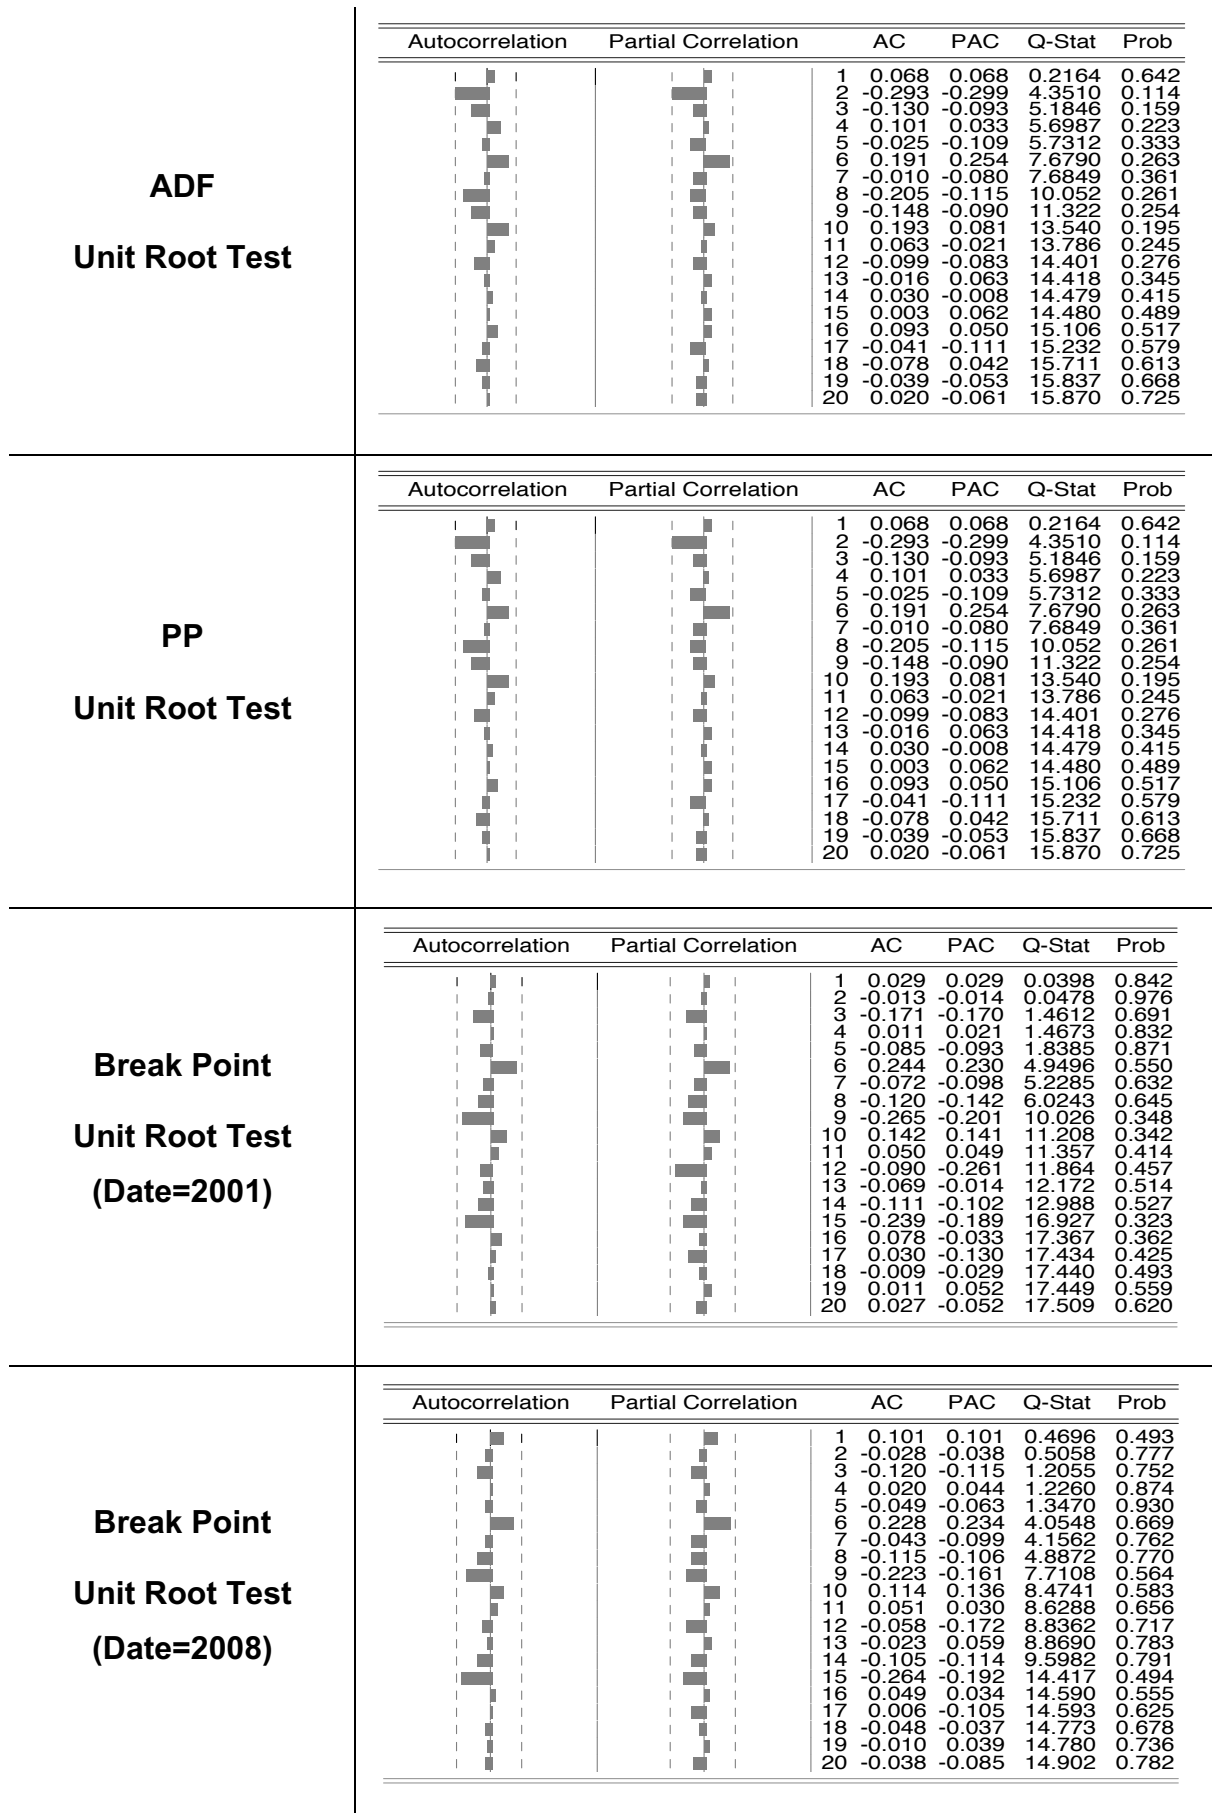 ADF
Unit Root Test
Autocorrelation Partial Correlation AC PAC Q-Stat Prob
1 0.068 0.068 0.2164 0.642
2 -0.293 -0.299 4.3510 0.114
3 -0.130 -0.093 5.1846 0.159
4 0.101 0.033 5.6987 0.223
5 -0.025 -0.109 5.7312 0.333
6 0.191 0.254 7.6790 0.263
7 -0.010 -0.080 7.6849 0.361
8 -0.205 -0.115 10.052 0.261
9 -0.148 -0.090 11.322 0.254
10 0.193 0.081 13.540 0.195
11 0.063 -0.021 13.786 0.245
12 -0.099 -0.083 14.401 0.276
13 -0.016 0.063 14.418 0.345
14 0.030 -0.008 14.479 0.415
15 0.003 0.062 14.480 0.489
16 0.093 0.050 15.106 0.517
17 -0.041 -0.111 15.232 0.579
18 -0.078 0.042 15.711 0.613
19 -0.039 -0.053 15.837 0.668
20 0.020 -0.061 15.870 0.725
PP
Unit Root Test
Autocorrelation Partial Correlation AC PAC Q-Stat Prob
1 0.068 0.068 0.2164 0.642
2 -0.293 -0.299 4.3510 0.114
3 -0.130 -0.093 5.1846 0.159
4 0.101 0.033 5.6987 0.223
5 -0.025 -0.109 5.7312 0.333
6 0.191 0.254 7.6790 0.263
7 -0.010 -0.080 7.6849 0.361
8 -0.205 -0.115 10.052 0.261
9 -0.148 -0.090 11.322 0.254
10 0.193 0.081 13.540 0.195
11 0.063 -0.021 13.786 0.245
12 -0.099 -0.083 14.401 0.276
13 -0.016 0.063 14.418 0.345
14 0.030 -0.008 14.479 0.415
15 0.003 0.062 14.480 0.489
16 0.093 0.050 15.106 0.517
17 -0.041 -0.111 15.232 0.579
18 -0.078 0.042 15.711 0.613
19 -0.039 -0.053 15.837 0.668
20 0.020 -0.061 15.870 0.725
Break Point
Unit Root Test
(Date=2001)
Autocorrelation Partial Correlation AC PAC Q-Stat Prob
1 0.029 0.029 0.0398 0.842
2 -0.013 -0.014 0.0478 0.976
3 -0.171 -0.170 1.4612 0.691
4 0.011 0.021 1.4673 0.832
5 -0.085 -0.093 1.8385 0.871
6 0.244 0.230 4.9496 0.550
7 -0.072 -0.098 5.2285 0.632
8 -0.120 -0.142 6.0243 0.645
9 -0.265 -0.201 10.026 0.348
10 0.142 0.141 11.208 0.342
11 0.050 0.049 11.357 0.414
12 -0.090 -0.261 11.864 0.457
13 -0.069 -0.014 12.172 0.514
14 -0.111 -0.102 12.988 0.527
15 -0.239 -0.189 16.927 0.323
16 0.078 -0.033 17.367 0.362
17 0.030 -0.130 17.434 0.425
18 -0.009 -0.029 17.440 0.493
19 0.011 0.052 17.449 0.559
20 0.027 -0.052 17.509 0.620
Break Point
Unit Root Test
(Date=2008)
Autocorrelation Partial Correlation AC PAC Q-Stat Prob
1 0.101 0.101 0.4696 0.493
2 -0.028 -0.038 0.5058 0.777
3 -0.120 -0.115 1.2055 0.752
4 0.020 0.044 1.2260 0.874
5 -0.049 -0.063 1.3470 0.930
6 0.228 0.234 4.0548 0.669
7 -0.043 -0.099 4.1562 0.762
8 -0.115 -0.106 4.8872 0.770
9 -0.223 -0.161 7.7108 0.564
10 0.114 0.136 8.4741 0.583
11 0.051 0.030 8.6288 0.656
12 -0.058 -0.172 8.8362 0.717
13 -0.023 0.059 8.8690 0.783
14 -0.105 -0.114 9.5982 0.791
15 -0.264 -0.192 14.417 0.494
16 0.049 0.034 14.590 0.555
17 0.006 -0.105 14.593 0.625
18 -0.048 -0.037 14.773 0.678
19 -0.010 0.039 14.780 0.736
20 -0.038 -0.085 14.902 0.782